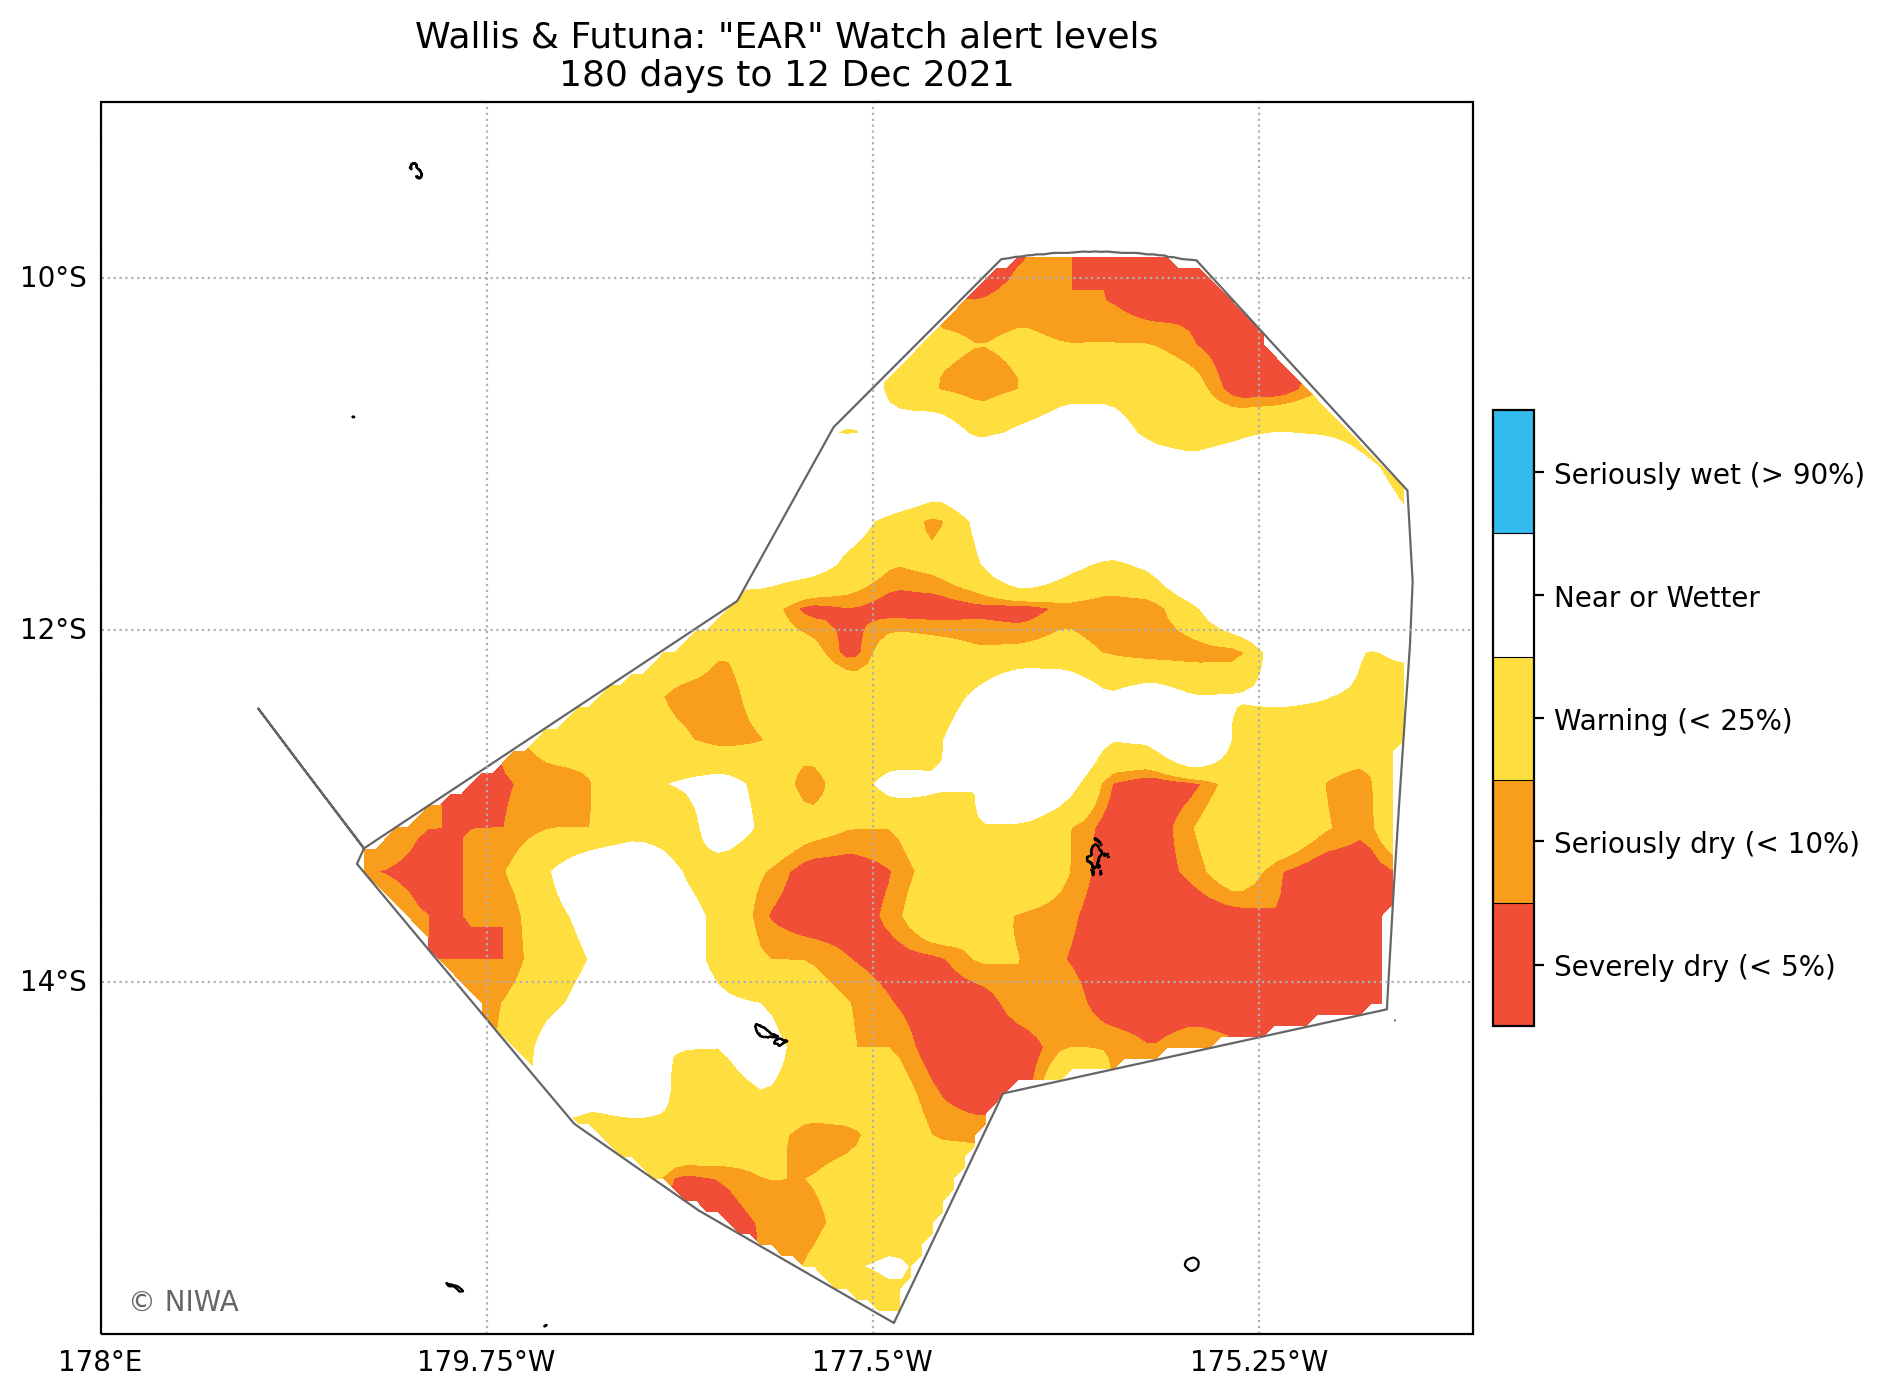 Wallis & Futuna: "EAR" Watch alert levels
180 days to 12 Dec 2021
10°S
12°S
14°S
178°E
179.75°W
177.5°W
175.25°W
Seriously wet (> 90%)
Near or Wetter
Warning (< 25%)
Seriously dry (< 10%)
Severely dry (< 5%)
© NIWA